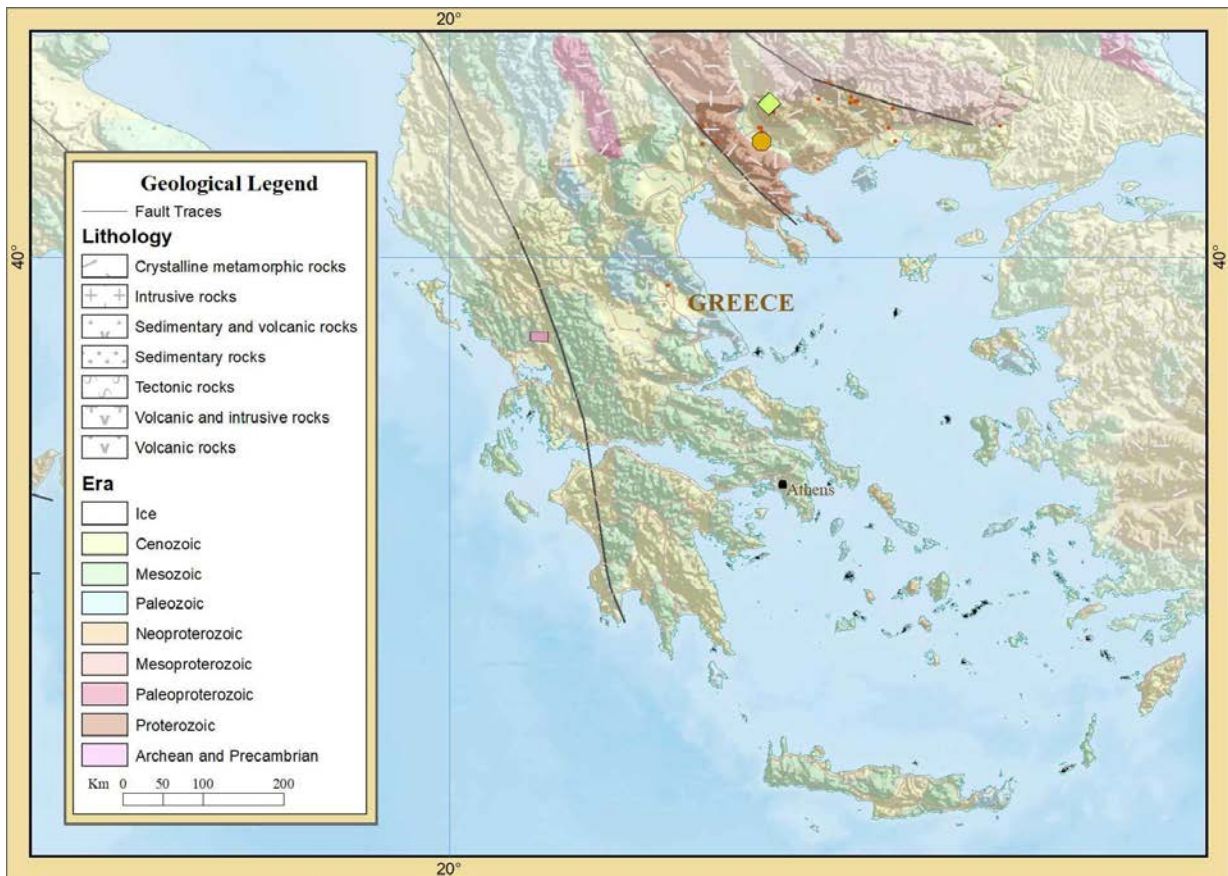 20°
40°
40°
Geological Legend
Fault Traces
Lithology
Crystalline metamorphic rocks
Intrusive rocks
Sedimentary and volcanic rocks
Sedimentary rocks
Tectonic rocks
Volcanic and intrusive rocks
Volcanic rocks
Era
Ice
Cenozoic
Mesozoic
Paleozoic
Neoproterozoic
Mesoproterozoic
Paleoproterozoic
Proterozoic
Archean and Precambrian
Km 0 50 100 200
GREECE
Athens
20°